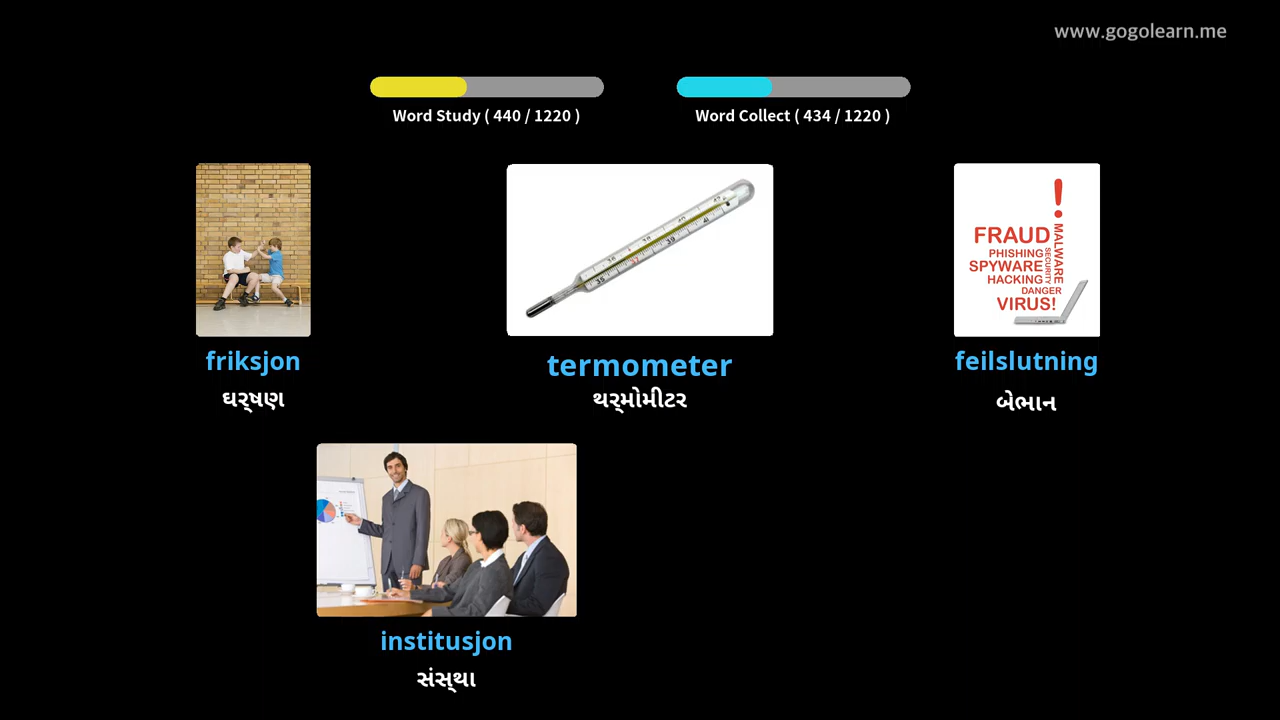 www.gogolearn.me
Word Study ( 440 / 1220 )
Word Collect ( 434 / 1220 )
FRAUD
PHISHING
SPYWARE
HACKING
DANGER
VIRUS!
!
MALWARE
SECURITY
friksjon
termometer
feilslutning
ઘર્ષણ
થર્મોમીટર
બેભાન
institusjon
સંસ્થા